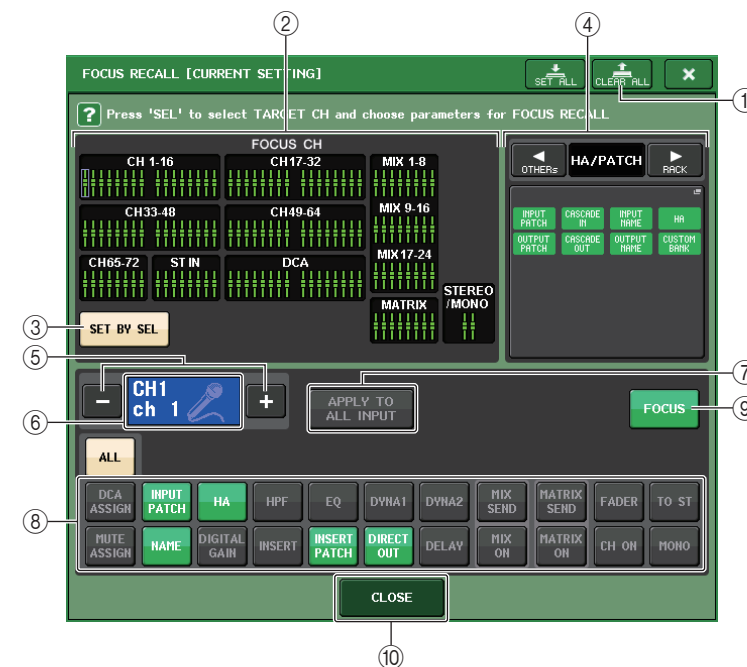 ② ④
FOCUS RECALL [CURRENT SETTING]
SET ALL
CLEAR ALL
①
? Press 'SEL' to select TARGET CH and choose parameters for FOCUS RECALL
FOCUS CH
CH 1-16
CH17-32
MIX 1-8
CH33-48
CH49-64
MIX 9-16
CH65-72
ST IN
DCA
MIX17-24
MATRIX
STEREO
/MONO
③
SET BY SEL
OTHERs
HA/PATCH
RACK
INPUT
PATCH
CASCADE
IN
INPUT
NAME
HA
OUTPUT
PATCH
CASCADE
OUT
OUTPUT
NAME
CUSTOM
BANK
⑤
⑥
CH1
ch 1
⑦
APPLY TO
ALL INPUT
FOCUS
⑨
ALL
⑧
DCA
ASSIGN
INPUT
PATCH
HA
HPF
EQ
DYNA1
DYNA2
MIX
SEND
MATRIX
SEND
FADER
TO ST
MUTE
ASSIGN
NAME
DIGITAL
GAIN
INSERT
INSERT
PATCH
DIRECT
OUT
DELAY
MIX
ON
MATRIX
ON
CH ON
MONO
CLOSE
⑩